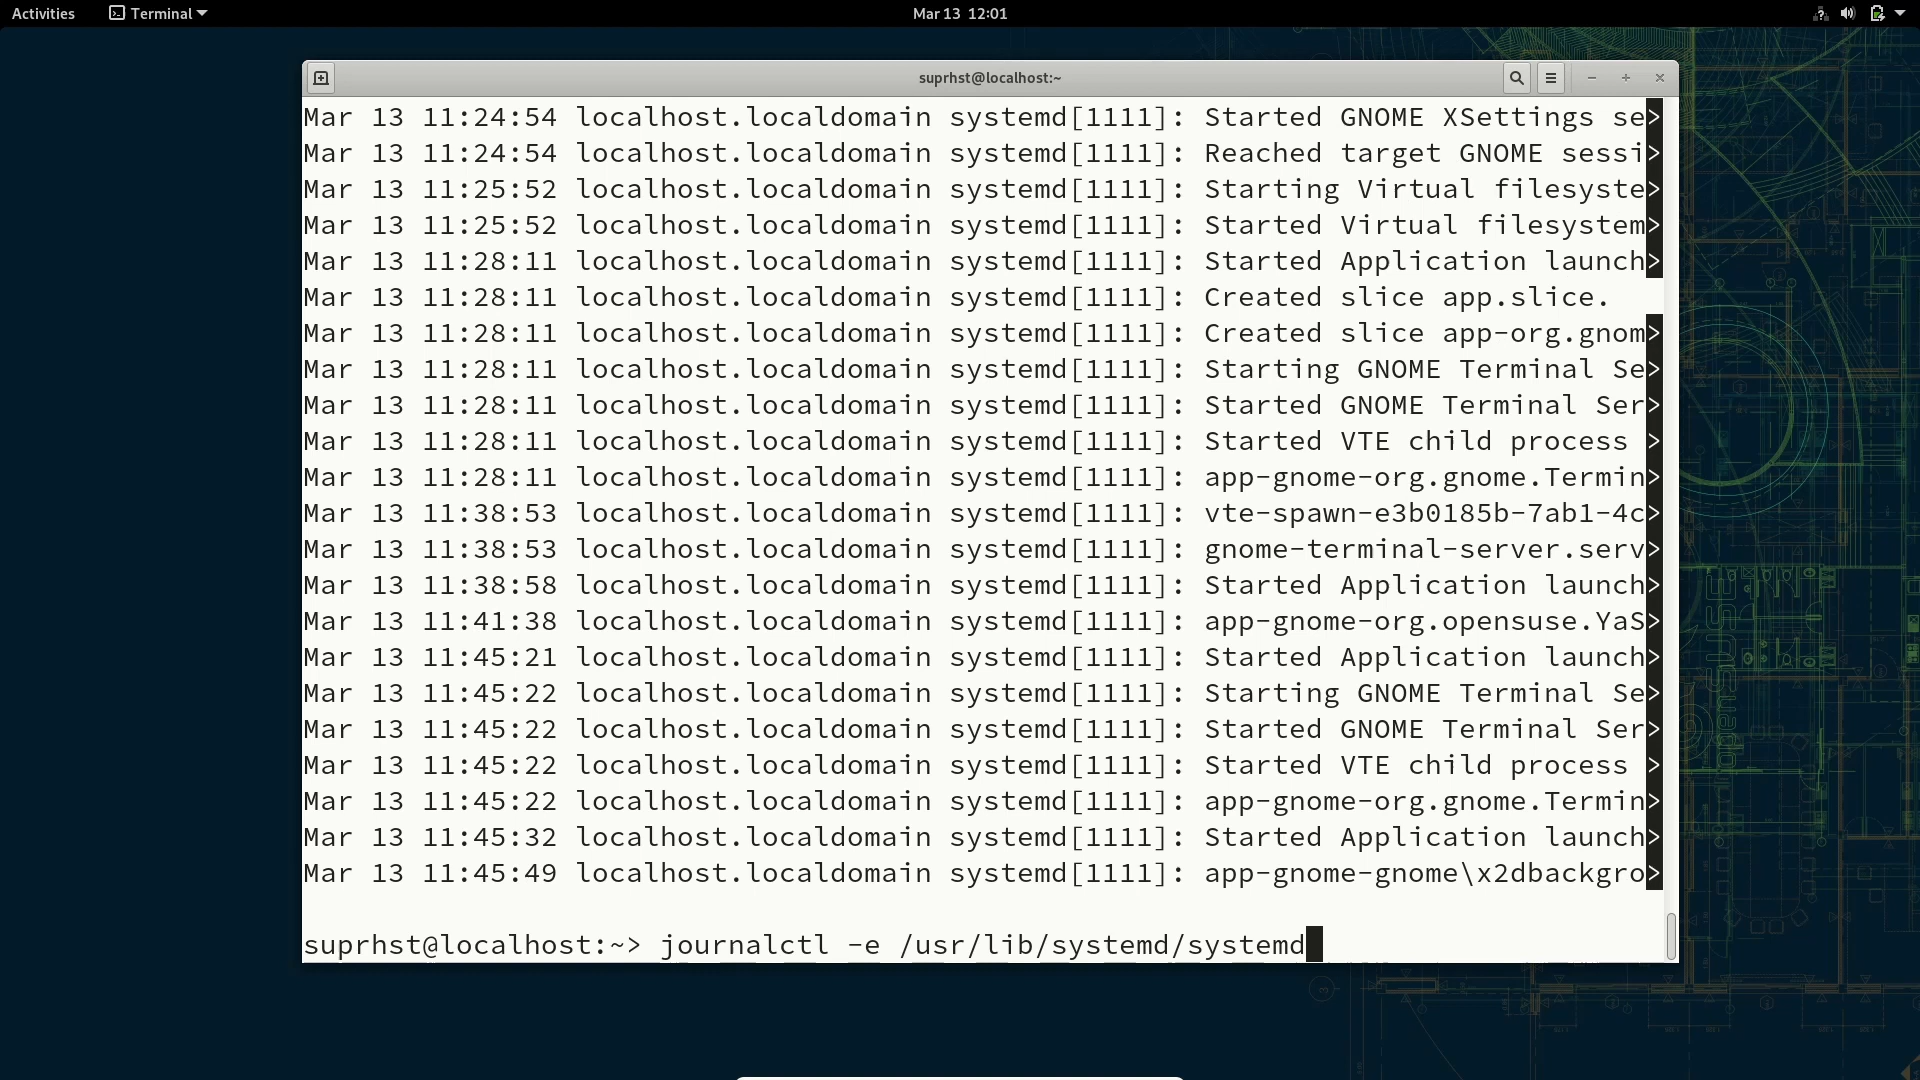 Activities
Terminal
Mar 13 12:01
suprhst@localhost:~
Mar 13 11:24:54 localhost.localdomain systemd[1111]: Started GNOME XSettings se>
Mar 13 11:24:54 localhost.localdomain systemd[1111]: Reached target GNOME sessi>
Mar 13 11:25:52 localhost.localdomain systemd[1111]: Starting Virtual filesyste>
Mar 13 11:25:52 localhost.localdomain systemd[1111]: Started Virtual filesystem>
Mar 13 11:28:11 localhost.localdomain systemd[1111]: Started Application launch>
Mar 13 11:28:11 localhost.localdomain systemd[1111]: Created slice app.slice.
Mar 13 11:28:11 localhost.localdomain systemd[1111]: Created slice app-org.gnom>
Mar 13 11:28:11 localhost.localdomain systemd[1111]: Starting GNOME Terminal Se>
Mar 13 11:28:11 localhost.localdomain systemd[1111]: Started GNOME Terminal Ser>
Mar 13 11:28:11 localhost.localdomain systemd[1111]: Started VTE child process >
Mar 13 11:28:11 localhost.localdomain systemd[1111]: app-gnome-org.gnome.Termin>
Mar 13 11:38:53 localhost.localdomain systemd[1111]: vte-spawn-e3b0185b-7ab1-4c>
Mar 13 11:38:53 localhost.localdomain systemd[1111]: gnome-terminal-server.serv>
Mar 13 11:38:58 localhost.localdomain systemd[1111]: Started Application launch>
Mar 13 11:41:38 localhost.localdomain systemd[1111]: app-gnome-org.opensuse.YaS>
Mar 13 11:45:21 localhost.localdomain systemd[1111]: Started Application launch>
Mar 13 11:45:22 localhost.localdomain systemd[1111]: Starting GNOME Terminal Se>
Mar 13 11:45:22 localhost.localdomain systemd[1111]: Started GNOME Terminal Ser>
Mar 13 11:45:22 localhost.localdomain systemd[1111]: Started VTE child process >
Mar 13 11:45:22 localhost.localdomain systemd[1111]: app-gnome-org.gnome.Termin>
Mar 13 11:45:32 localhost.localdomain systemd[1111]: Started Application launch>
Mar 13 11:45:49 localhost.localdomain systemd[1111]: app-gnome-gnome\x2dbackgro>
suprhst@localhost:~> journalctl -e /usr/lib/systemd/systemd
openSUSE